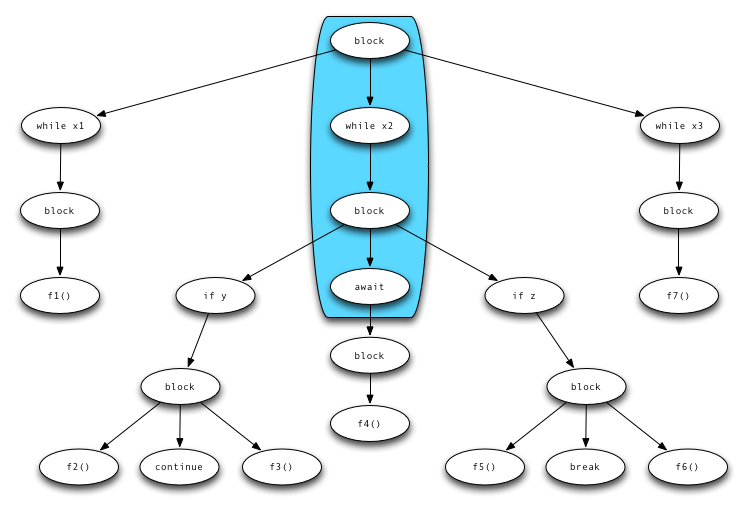 block
while x1
while x2
while x3
block
block
block
if y
await
if z
f1()
f7()
block
block
block
f4()
f2()
continue
f3()
f5()
break
f6()